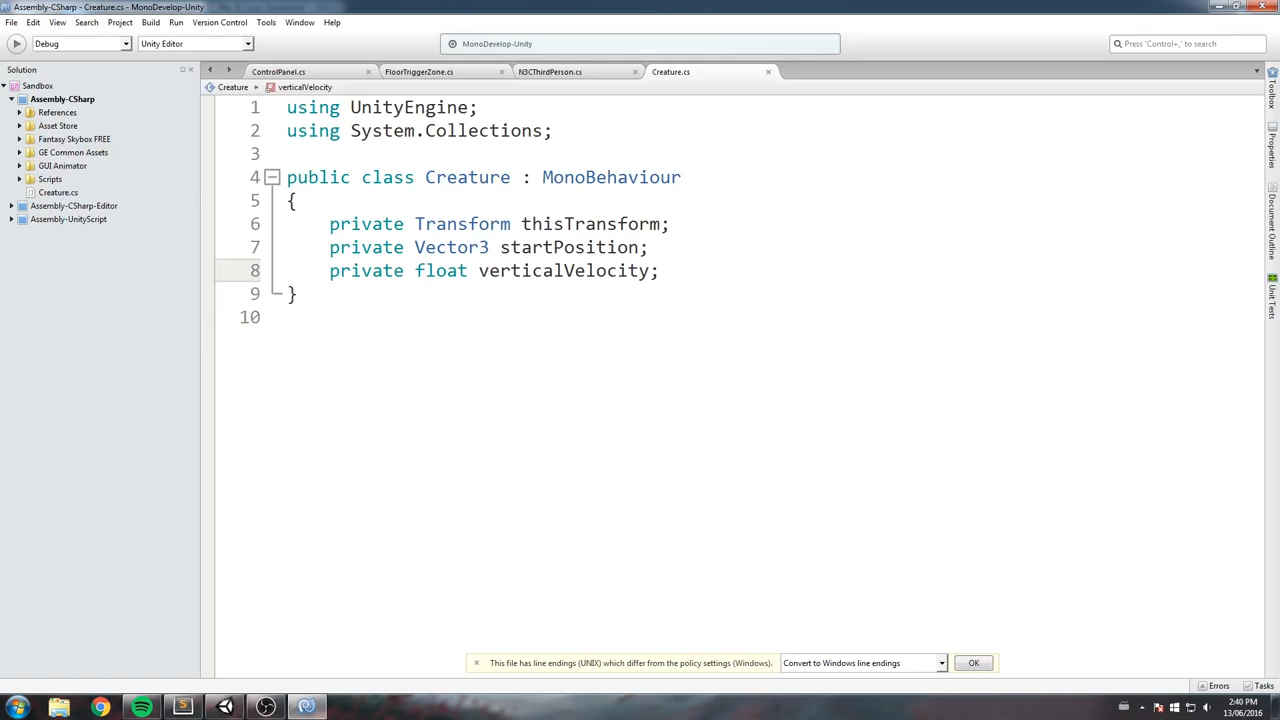 Assembly-CSharp - Creature.cs - MonoDevelop-Unity
File Edit View Search Project Build Run Version Control Tools Window Help
Debug Unity Editor MonoDevelop-Unity Press 'Control+,' to search
Solution
ControlPanel.cs FloorTriggerZone.cs N3CThirdPerson.cs Creature.cs
Creature verticalVelocity
Sandbox
Assembly-CSharp
References
Asset Store
Fantasy Skybox FREE
GE Common Assets
GUI Animator
Scripts
Creature.cs
Assembly-CSharp-Editor
Assembly-UnityScript
1 using UnityEngine;
2 using System.Collections;
3
4 public class Creature : MonoBehaviour
5 {
6 private Transform thisTransform;
7 private Vector3 startPosition;
8 private float verticalVelocity;
9 }
10
Toolbox
Properties
Document Outline
Unit Tests
This file has line endings (UNIX) which differ from the policy settings (Windows). Convert to Windows line endings OK
Errors Tasks
2:40 PM
13/06/2016